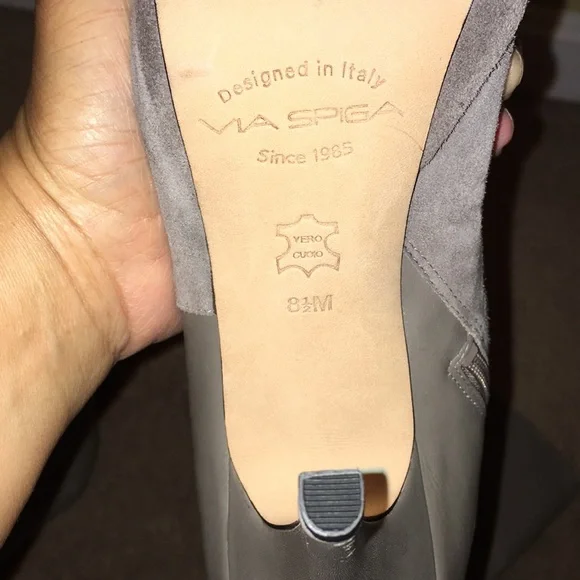 Designed in Italy
VIA SPIGA
Since 1985
VERO
CUOIO
8½M